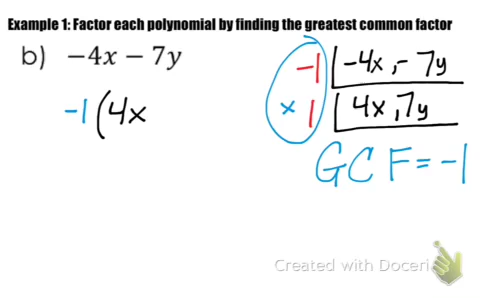 Example 1: Factor each polynomial by finding the greatest common factor
b) −4x − 7y
-1 | -4x, - 7y
-1(4x
x 1 | 4x, 7y
GCF = -1
Created with Doceri